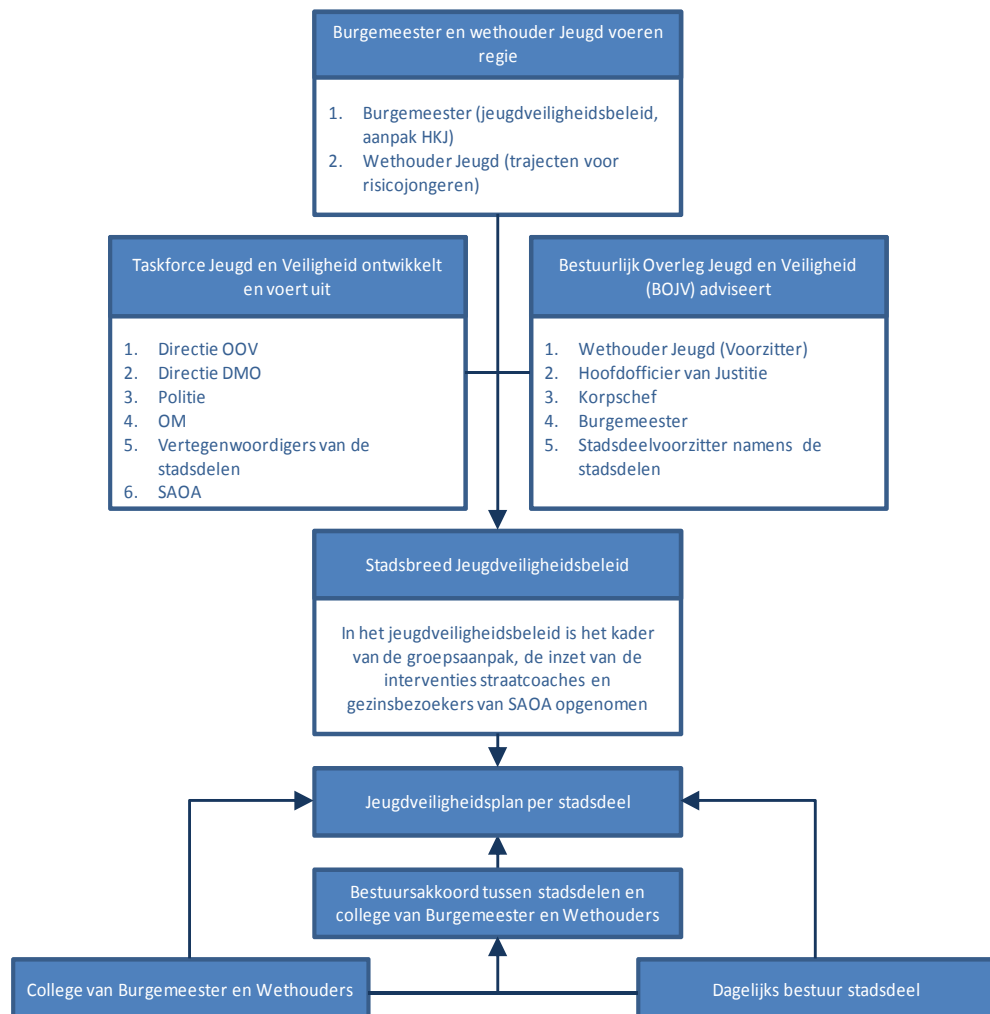 Burgemeester en wethouder Jeugd voeren
regie
1. Burgemeester (jeugdveiligheidsbeleid,
aanpak HKJ)
2. Wethouder Jeugd (trajecten voor
risicojongeren)
Taskforce Jeugd en Veiligheid ontwikkelt
en voert uit
1. Directie OOV
2. Directie DMO
3. Politie
4. OM
5. Vertegenwoordigers van de
stadsdelen
6. SAOA
Bestuurlijk Overleg Jeugd en Veiligheid
(BOJV) adviseert
1. Wethouder Jeugd (Voorzitter)
2. Hoofdofficier van Justitie
3. Korpschef
4. Burgemeester
5. Stadsdeelvoorzitter namens de
stadsdelen
Stadsbreed Jeugdveiligheidsbeleid
In het jeugdveiligheidsbeleid is het kader
van de groepsaanpak, de inzet van de
interventies straatcoaches en
gezinsbezoekers van SAOA opgenomen
Jeugdveiligheidsplan per stadsdeel
Bestuursakkoord tussen stadsdelen en
college van Burgemeester en Wethouders
College van Burgemeester en Wethouders
Dagelijks bestuur stadsdeel